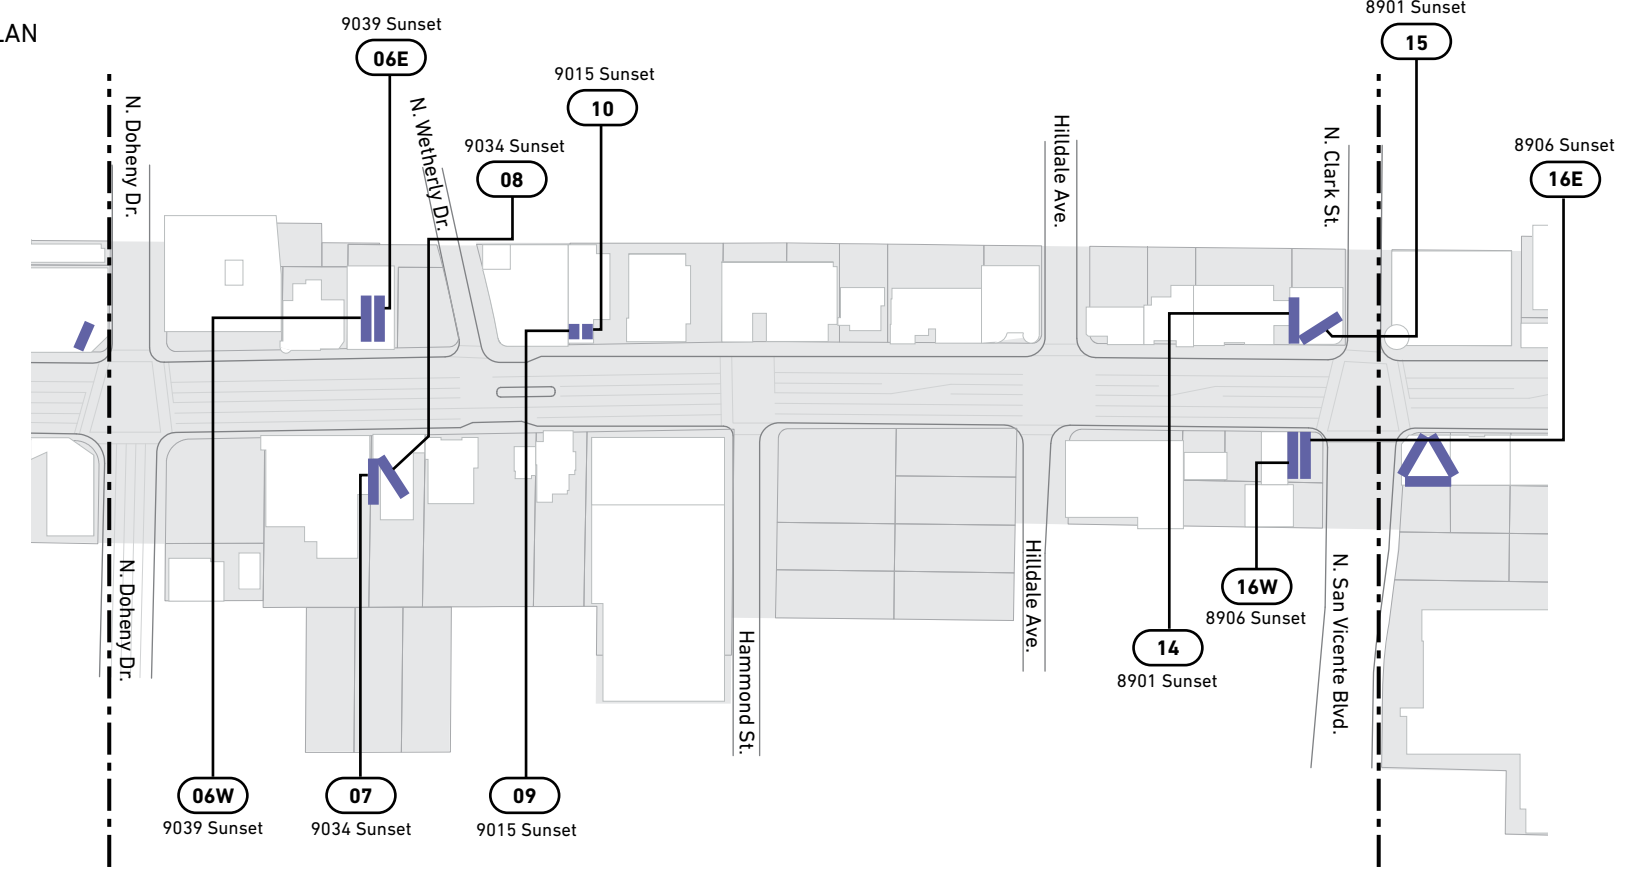 8901 Sunset
15
9039 Sunset
06E
LAN
9015 Sunset
10
N. Doheny Dr.
N. Wetherly Dr.
9034 Sunset
08
Hilldale Ave.
N. Clark St.
8906 Sunset
16E
N. Doheny Dr.
Hammond St.
Hilldale Ave.
N. San Vicente Blvd.
16W
8906 Sunset
14
8901 Sunset
06W
9039 Sunset
07
9034 Sunset
09
9015 Sunset